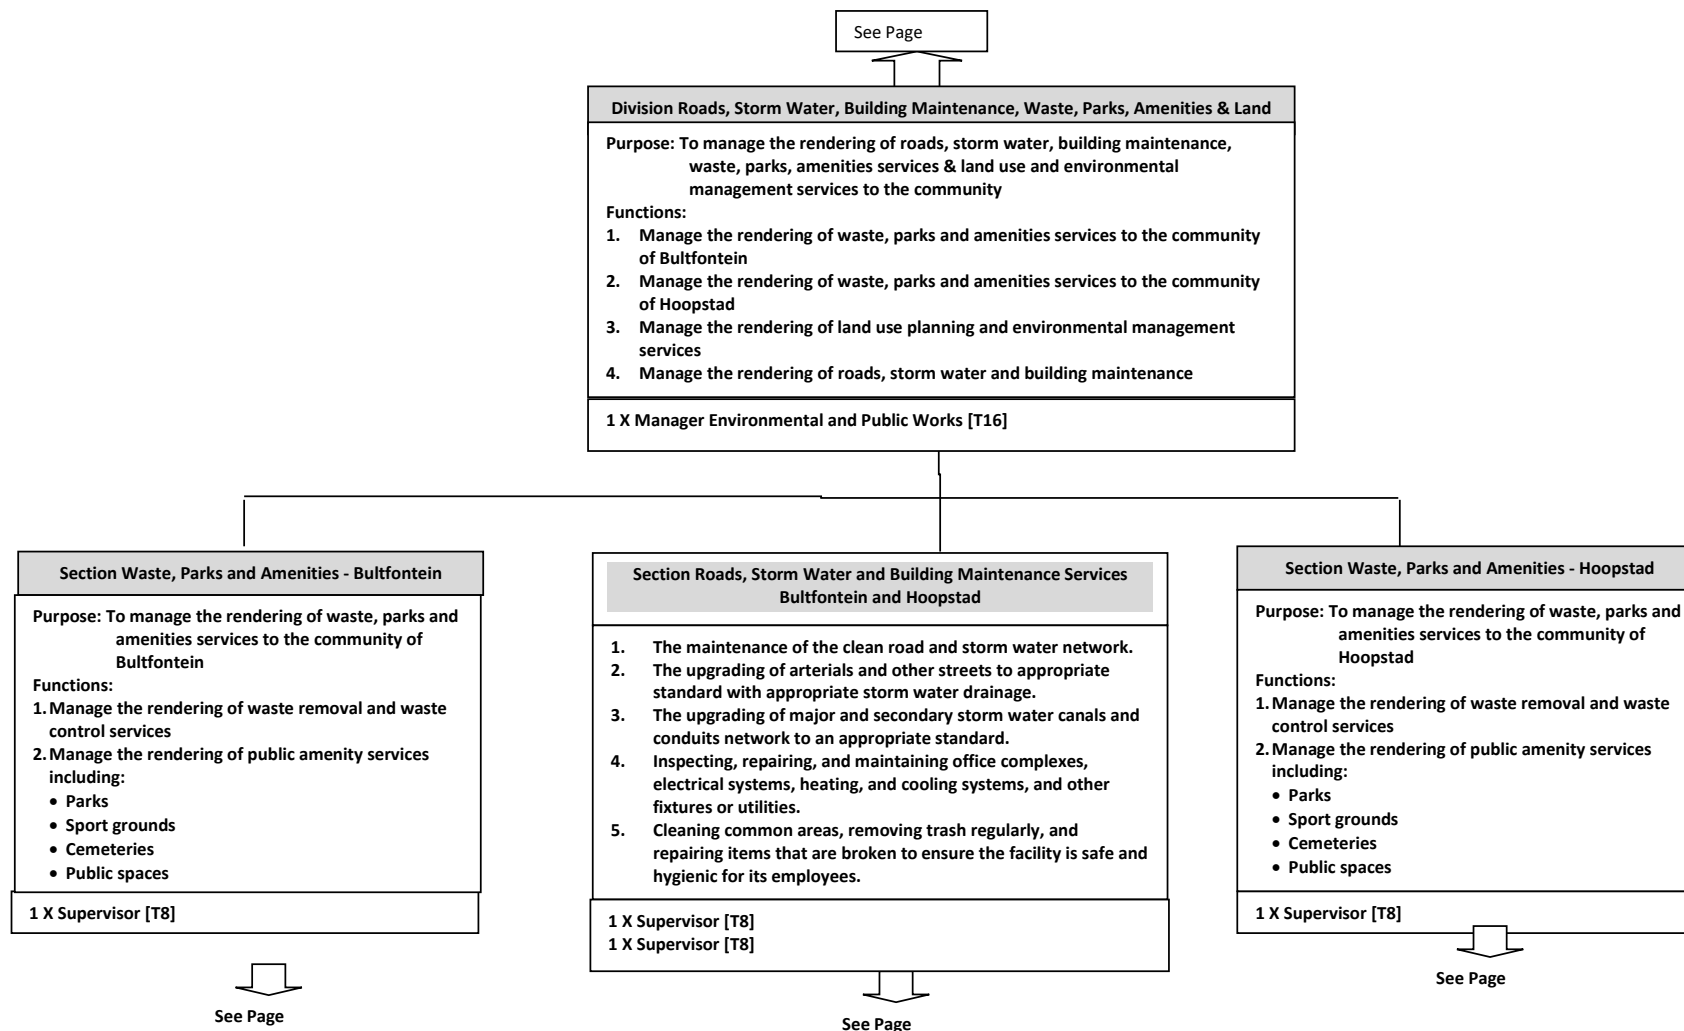 See Page
Division Roads, Storm Water, Building Maintenance, Waste, Parks, Amenities & Land
Purpose: To manage the rendering of roads, storm water, building maintenance,
waste, parks, amenities services & land use and environmental
management services to the community
Functions:
1. Manage the rendering of waste, parks and amenities services to the community
of Bultfontein
2. Manage the rendering of waste, parks and amenities services to the community
of Hoopstad
3. Manage the rendering of land use planning and environmental management
services
4. Manage the rendering of roads, storm water and building maintenance
1 X Manager Environmental and Public Works [T16]
Section Waste, Parks and Amenities - Bultfontein
Purpose: To manage the rendering of waste, parks and
amenities services to the community of
Bultfontein
Functions:
1. Manage the rendering of waste removal and waste
control services
2. Manage the rendering of public amenity services
including:
• Parks
• Sport grounds
• Cemeteries
• Public spaces
1 X Supervisor [T8]
See Page
Section Roads, Storm Water and Building Maintenance Services
Bultfontein and Hoopstad
1. The maintenance of the clean road and storm water network.
2. The upgrading of arterials and other streets to appropriate
standard with appropriate storm water drainage.
3. The upgrading of major and secondary storm water canals and
conduits network to an appropriate standard.
4. Inspecting, repairing, and maintaining office complexes,
electrical systems, heating, and cooling systems, and other
fixtures or utilities.
5. Cleaning common areas, removing trash regularly, and
repairing items that are broken to ensure the facility is safe and
hygienic for its employees.
1 X Supervisor [T8]
1 X Supervisor [T8]
See Page
Section Waste, Parks and Amenities - Hoopstad
Purpose: To manage the rendering of waste, parks and
amenities services to the community of
Hoopstad
Functions:
1. Manage the rendering of waste removal and waste
control services
2. Manage the rendering of public amenity services
including:
• Parks
• Sport grounds
• Cemeteries
• Public spaces
1 X Supervisor [T8]
See Page